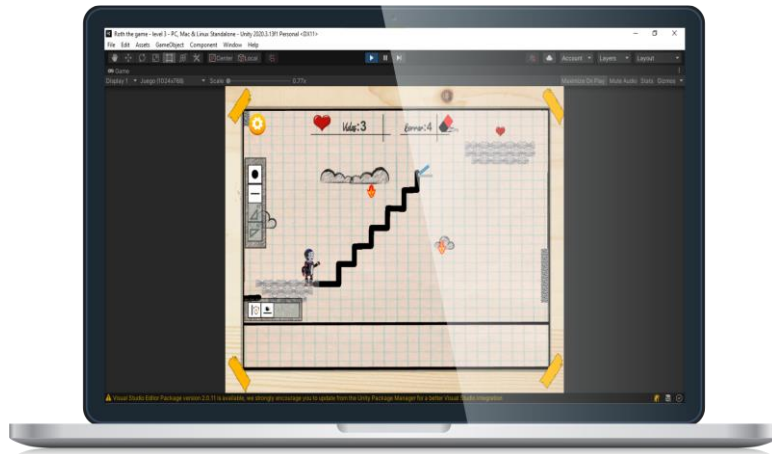 Roth the game - level 3 - PC, Mac & Linux Standalone - Unity 2020.3.13f1 Personal <DX11>
File Edit Assets GameObject Component Window Help
Center Local Account Layers Layout
Game
Display 1 Juego (1024x768) Scale 0.77x Maximize On Play Mute Audio Stats Gizmos
Vidas:3 Borrar:4
Visual Studio Editor Package version 2.0.11 is available, we strongly encourage you to update from the Unity Package Manager for a better Visual Studio integration